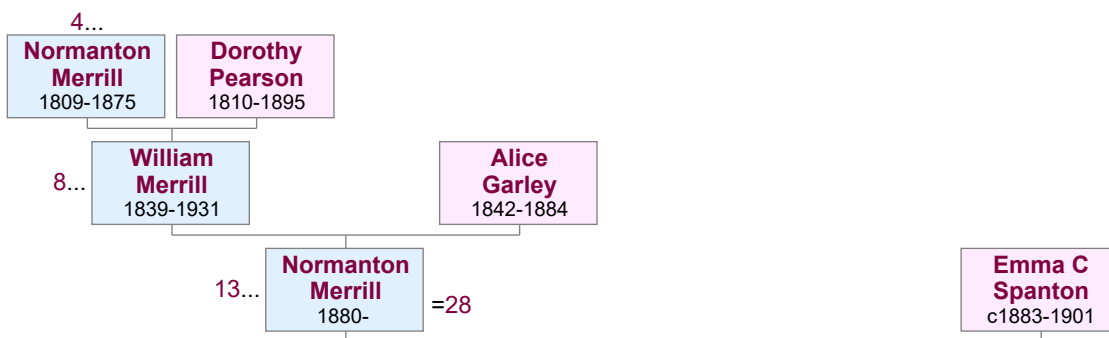 4...
Normanton
Merrill
1809-1875
Dorothy
Pearson
1810-1895
8...
William
Merrill
1839-1931
Alice
Garley
1842-1884
13...
Normanton
Merrill
1880-
=28
Emma C
Spanton
c1883-1901